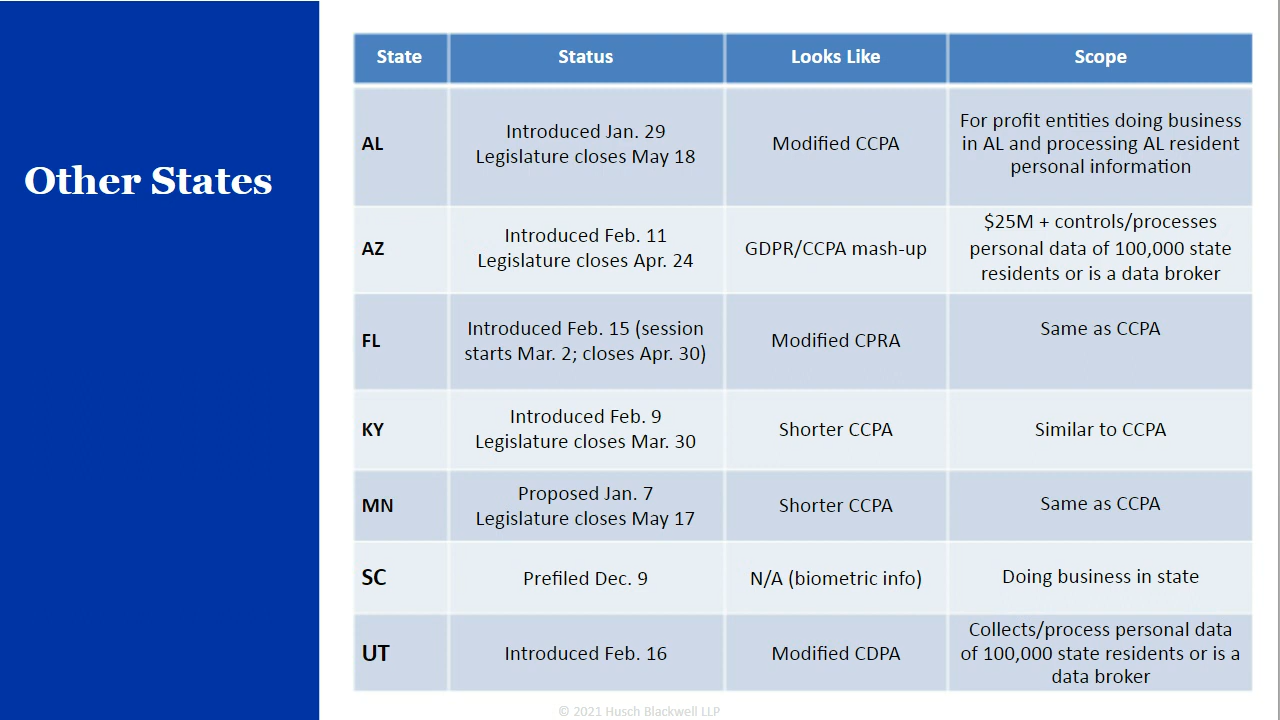 Other States
State Status Looks Like Scope
AL
Introduced Jan. 29
Legislature closes May 18
Modified CCPA
For profit entities doing business
in AL and processing AL resident
personal information
AZ
Introduced Feb. 11
Legislature closes Apr. 24
GDPR/CCPA mash-up
$25M + controls/processes
personal data of 100,000 state
residents or is a data broker
FL
Introduced Feb. 15 (session
starts Mar. 2; closes Apr. 30)
Modified CPRA
Same as CCPA
KY
Introduced Feb. 9
Legislature closes Mar. 30
Shorter CCPA
Similar to CCPA
MN
Proposed Jan. 7
Legislature closes May 17
Shorter CCPA
Same as CCPA
SC
Prefiled Dec. 9
N/A (biometric info)
Doing business in state
UT
Introduced Feb. 16
Modified CDPA
Collects/process personal data
of 100,000 state residents or is a
data broker
© 2021 Husch Blackwell LLP